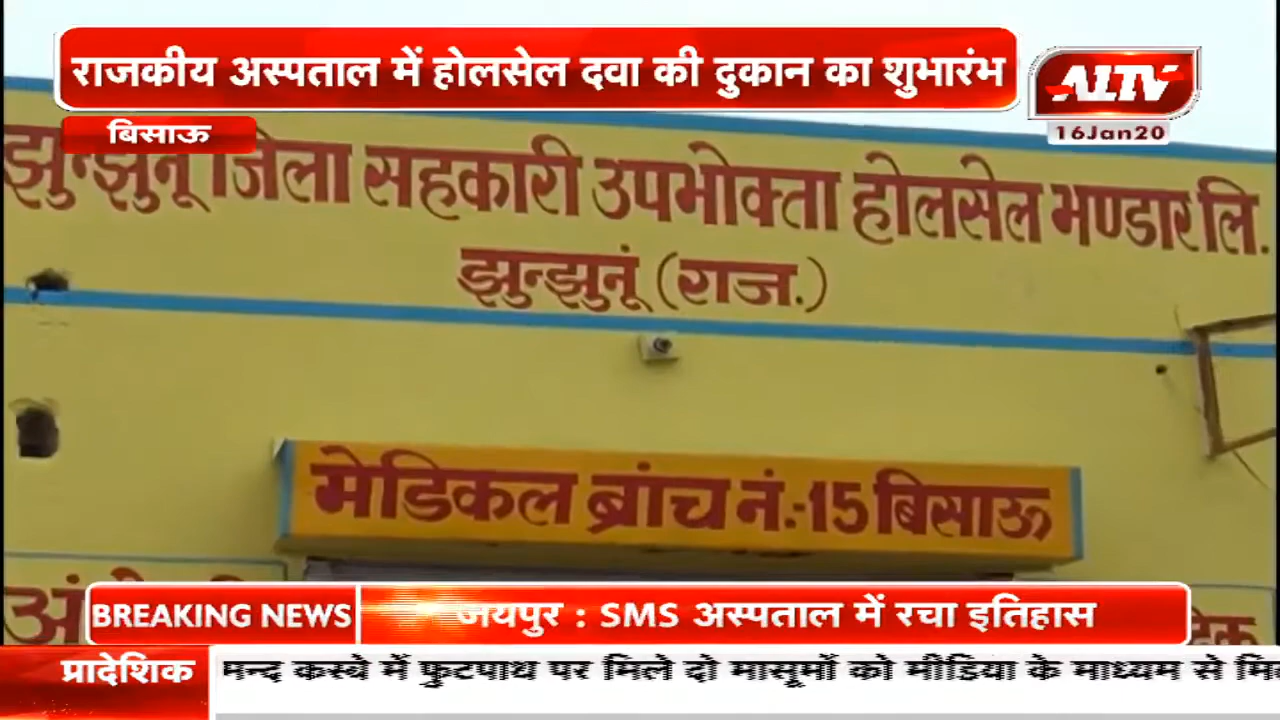 राजकीय अस्पताल में होलसेल दवा की दुकान का शुभारंभ
ALTV
16Jan20
बिसाऊ
झुन्झुनूं जिला सहकारी उपभोक्ता होलसेल भण्डार लि.
झुन्झुनूं (राज.)
मेडिकल ब्रांच नं.-15 बिसाऊ
BREAKING NEWS जयपुर : SMS अस्पताल में रचा इतिहास
प्रादेशिक मन्द कस्बे में फुटपाथ पर मिले दो मासूमों को मीडिया के माध्यम से